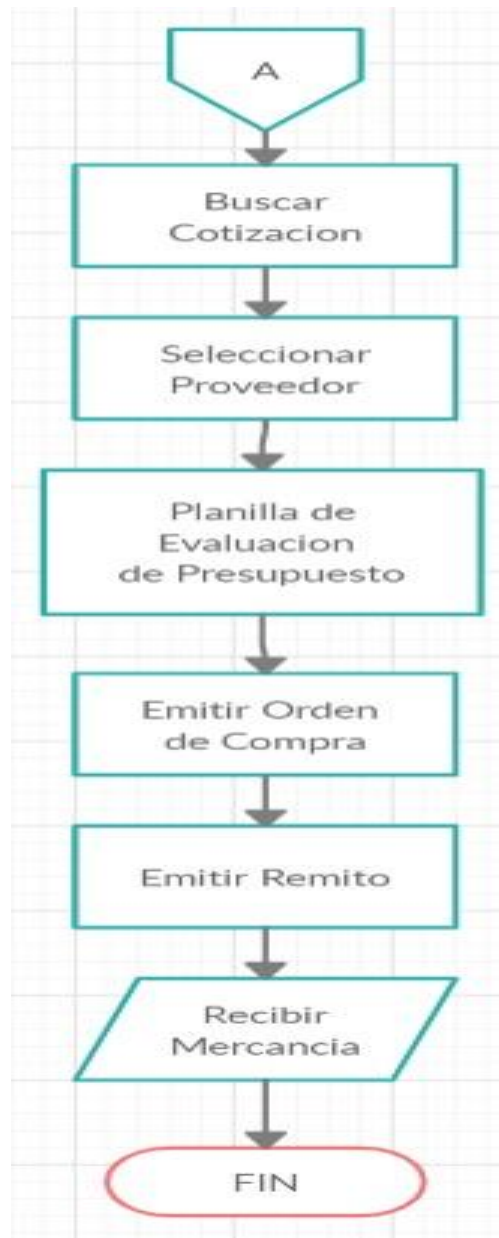 A
Buscar
Cotizacion
Seleccionar
Proveedor
Planilla de
Evaluacion
de Presupuesto
Emitir Orden
de Compra
Emitir Remito
Recibir
Mercancia
FIN